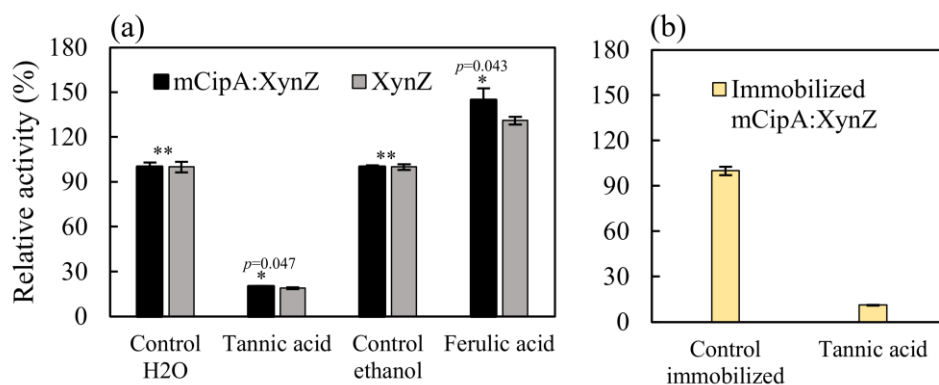 (a)
Relative activity (%)
180
150
120
90
60
30
0
mCipA:XynZ
XynZ
**
p=0.047
*
**
p=0.043
*
Control
H2O
Tannic acid
Control
ethanol
Ferulic acid
(b)
180
150
120
90
60
30
0
Immobilized
mCipA:XynZ
Control
immobilized
Tannic acid